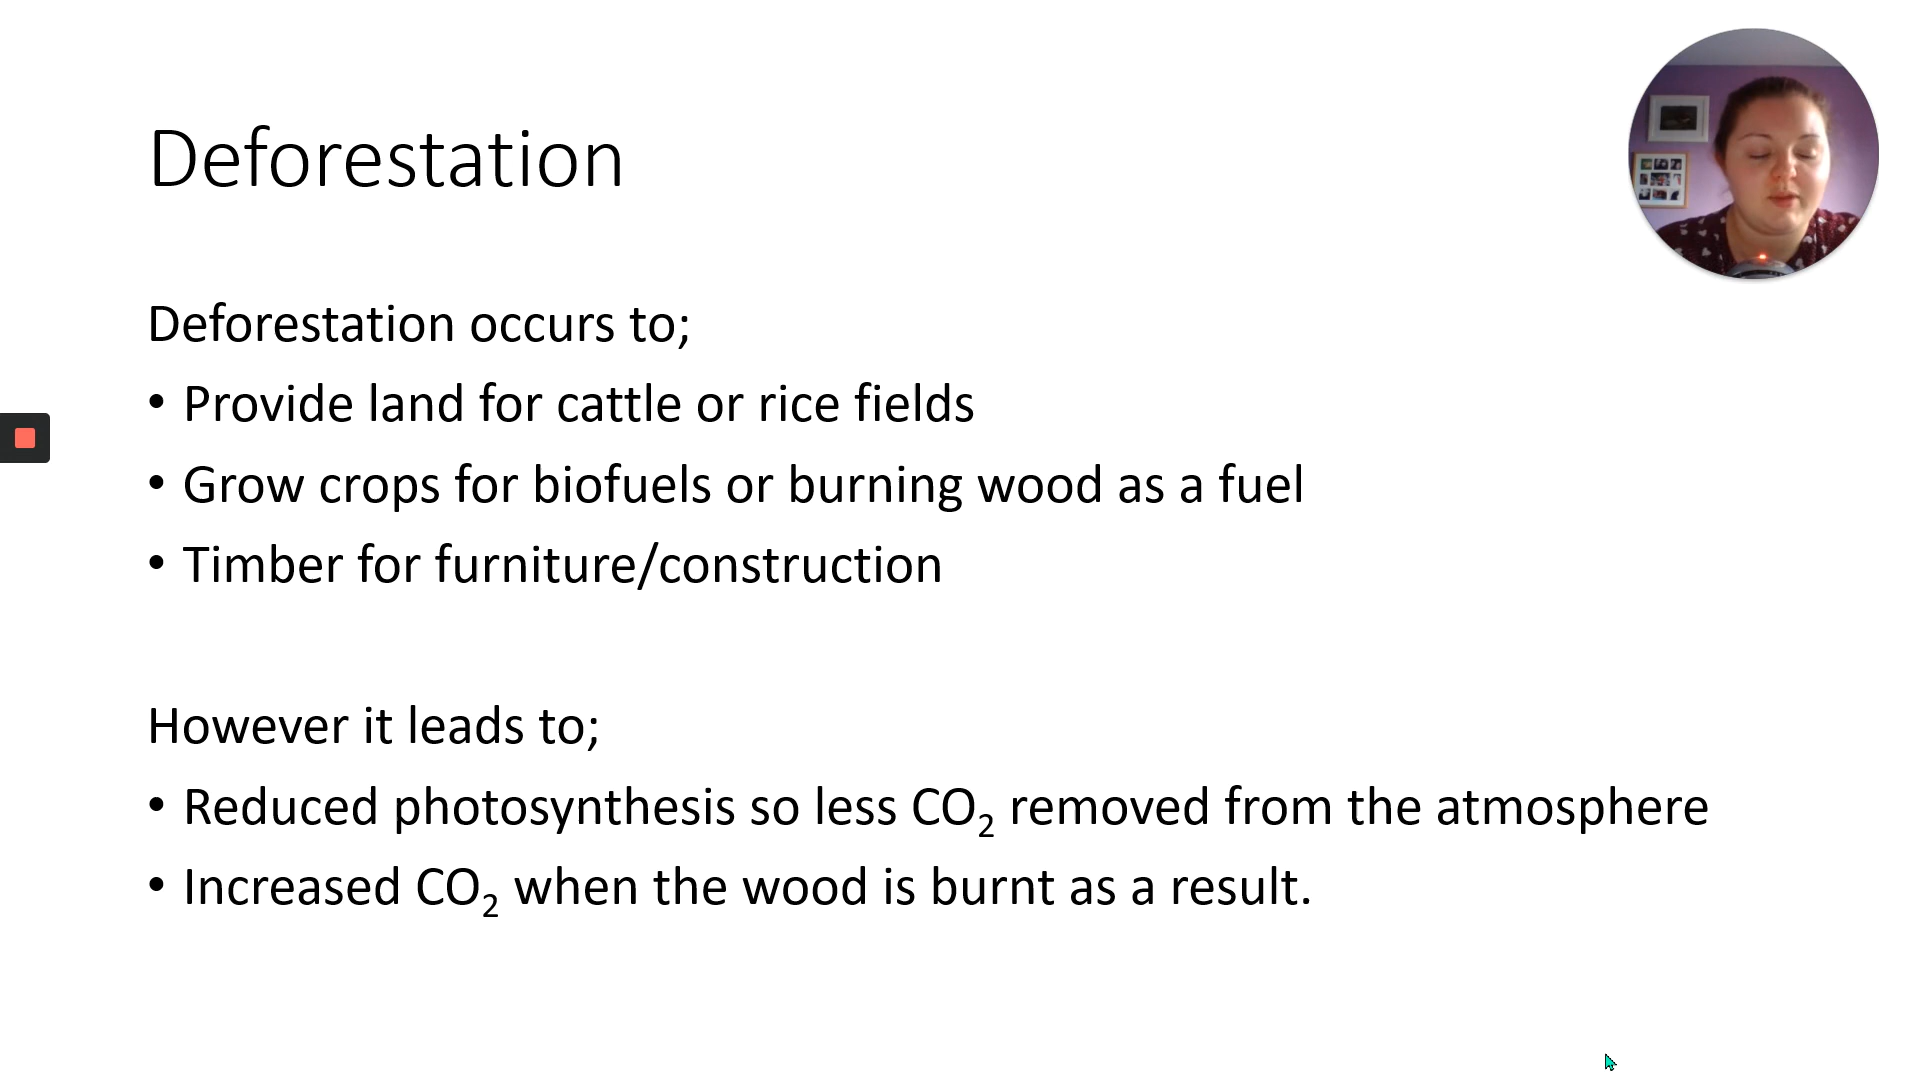 Deforestation
Deforestation occurs to;
• Provide land for cattle or rice fields
• Grow crops for biofuels or burning wood as a fuel
• Timber for furniture/construction
However it leads to;
• Reduced photosynthesis so less CO₂ removed from the atmosphere
• Increased CO₂ when the wood is burnt as a result.